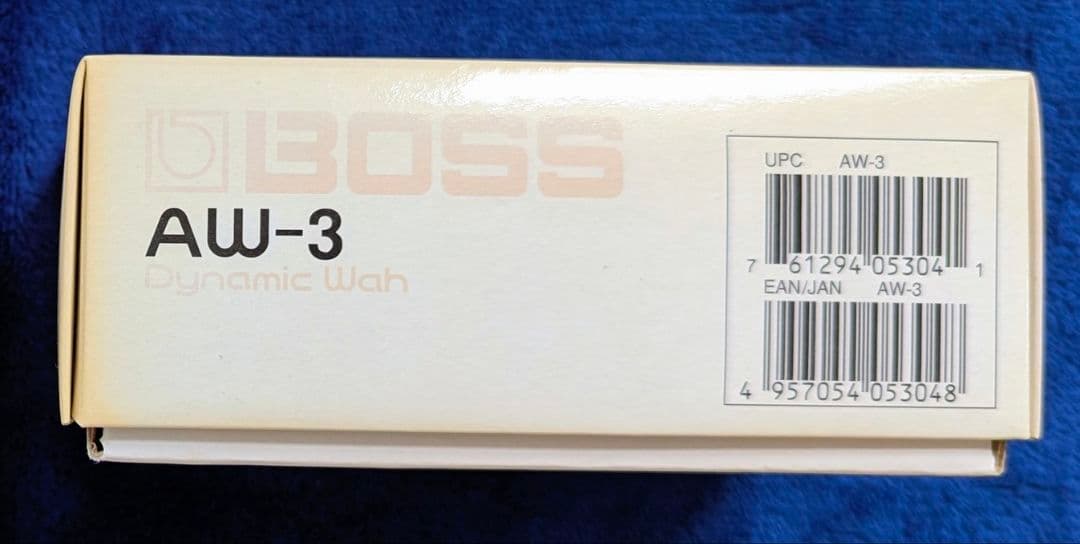 BOSS
AW-3
Dynamic Wah
UPC AW-3
7 61294 05304 1
EAN/JAN AW-3
4 957054 053048